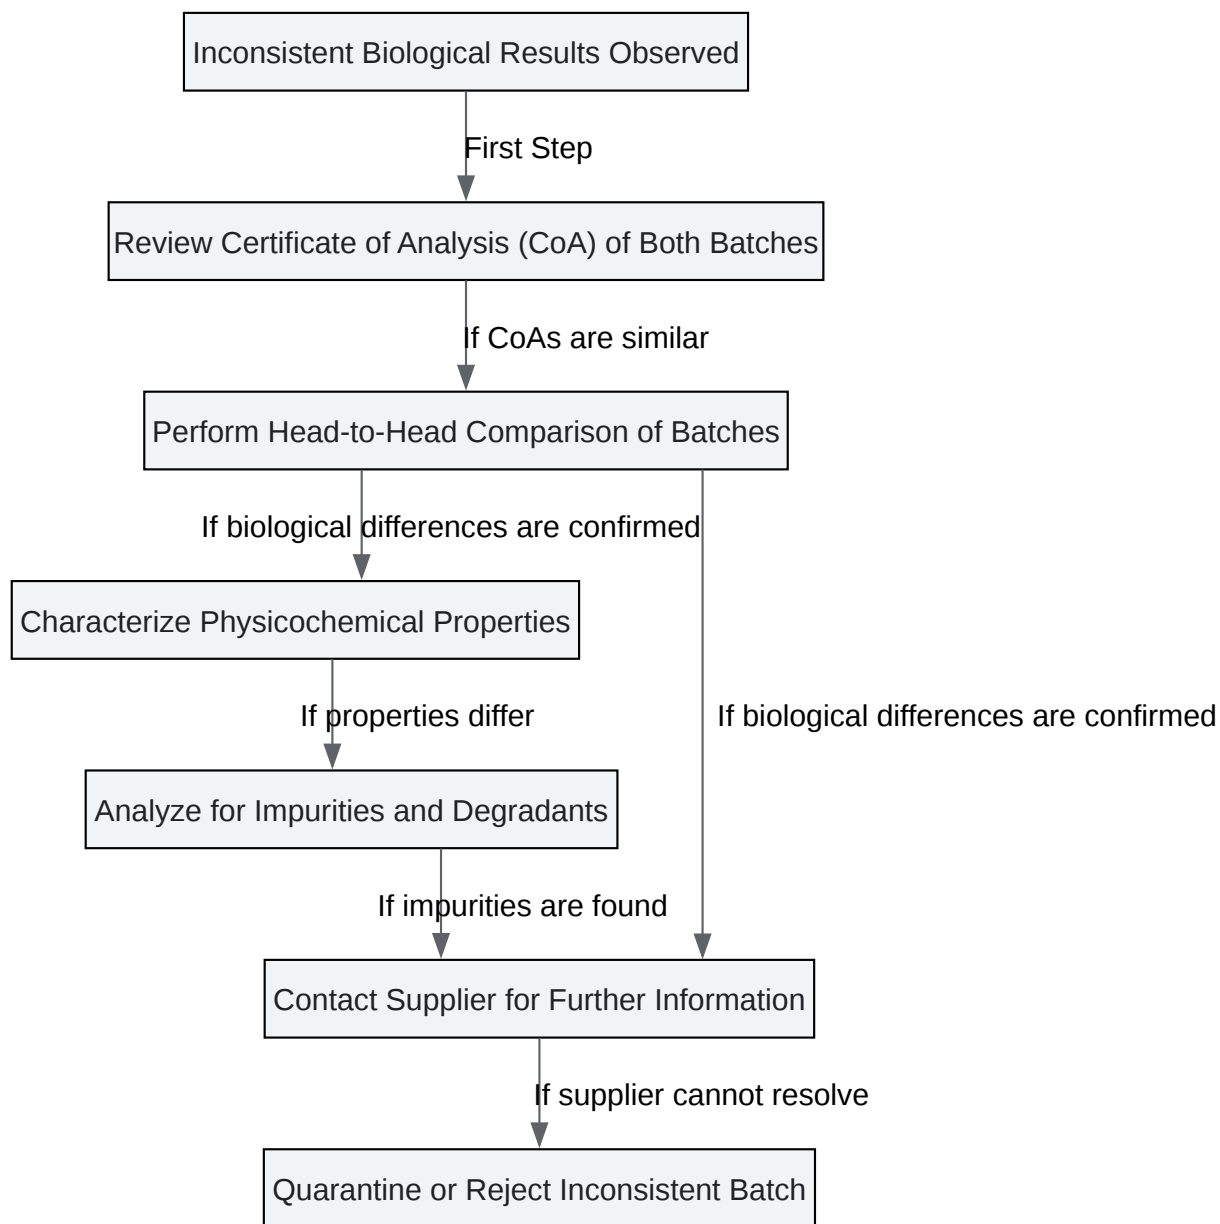 Inconsistent Biological Results Observed
First Step
Review Certificate of Analysis (CoA) of Both Batches
If CoAs are similar
Perform Head-to-Head Comparison of Batches
If biological differences are confirmed
Characterize Physicochemical Properties
If properties differ
If biological differences are confirmed
Analyze for Impurities and Degradants
If impurities are found
Contact Supplier for Further Information
If supplier cannot resolve
Quarantine or Reject Inconsistent Batch